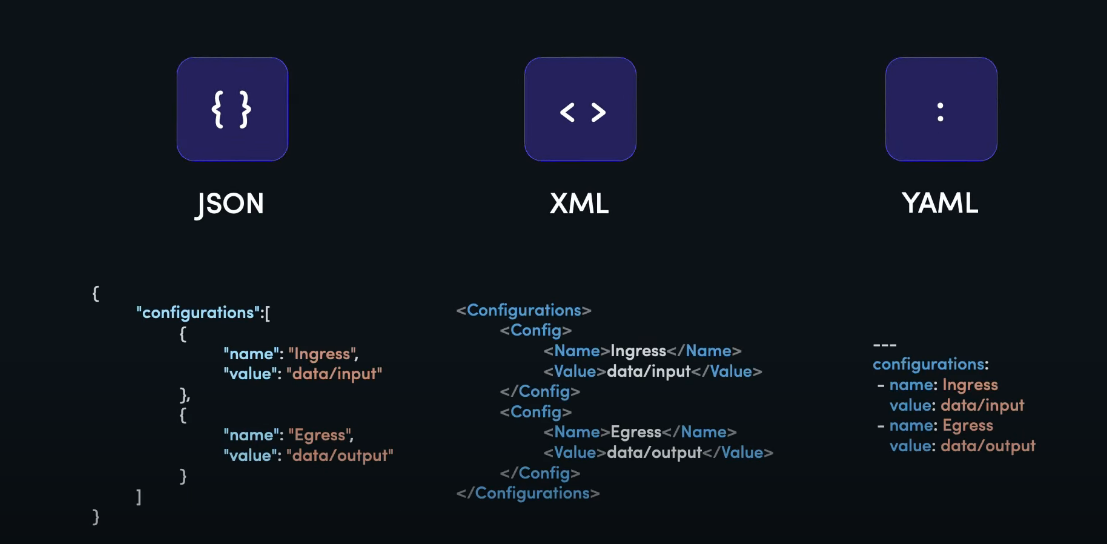 { }
< >
:
JSON
XML
YAML
{
"configurations":[
{
"name": "Ingress",
"value": "data/input"
},
{
"name": "Egress",
"value": "data/output"
}
]
}
<Configurations>
<Config>
<Name>Ingress</Name>
<Value>data/input</Value>
</Config>
<Config>
<Name>Egress</Name>
<Value>data/output</Value>
</Config>
</Configurations>
---
configurations:
- name: Ingress
value: data/input
- name: Egress
value: data/output